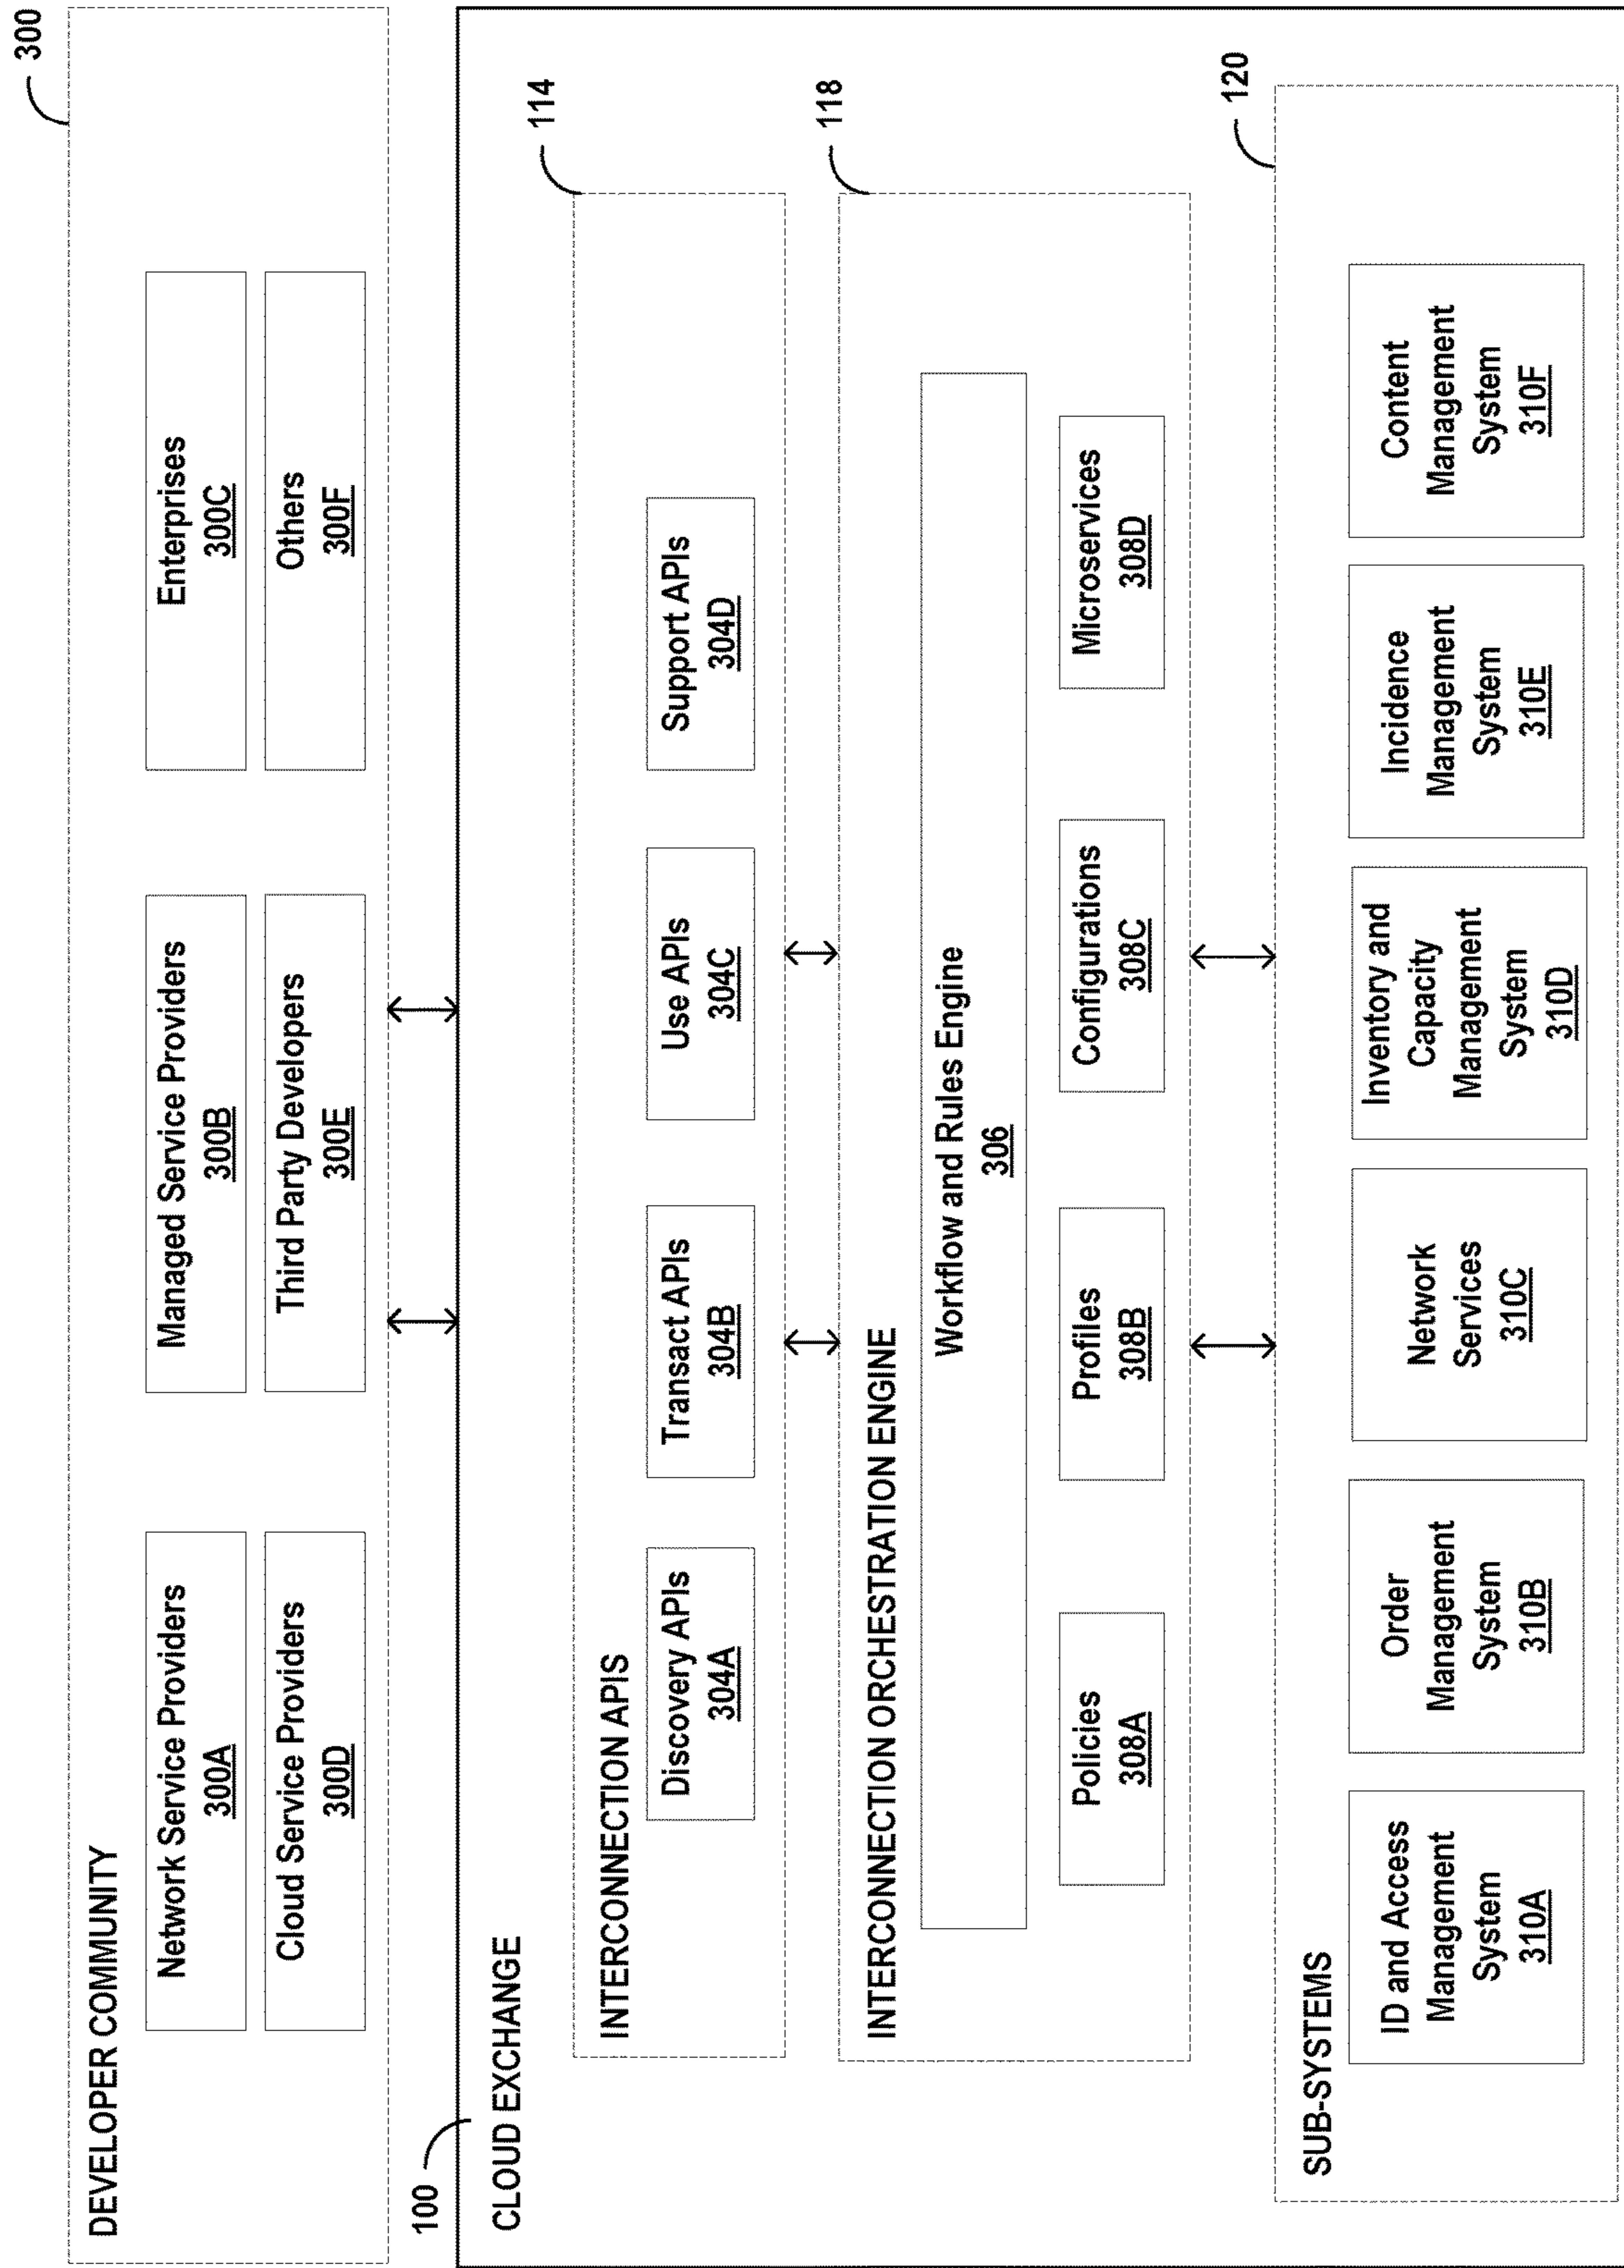 300
DEVELOPER COMMUNITY
Network Service Providers
300A
Managed Service Providers
300B
Enterprises
300C
Cloud Service Providers
300D
Third Party Developers
300E
Others
300F
100
CLOUD EXCHANGE
114
INTERCONNECTION APIS
Discovery APIs
304A
Transact APIs
304B
Use APIs
304C
Support APIs
304D
118
INTERCONNECTION ORCHESTRATION ENGINE
Workflow and Rules Engine
306
Policies
308A
Profiles
308B
Configurations
308C
Microservices
308D
120
SUB-SYSTEMS
ID and Access
Management
System
310A
Order
Management
System
310B
Network
Services
310C
Inventory and
Capacity
Management
System
310D
Incidence
Management
System
310E
Content
Management
System
310F